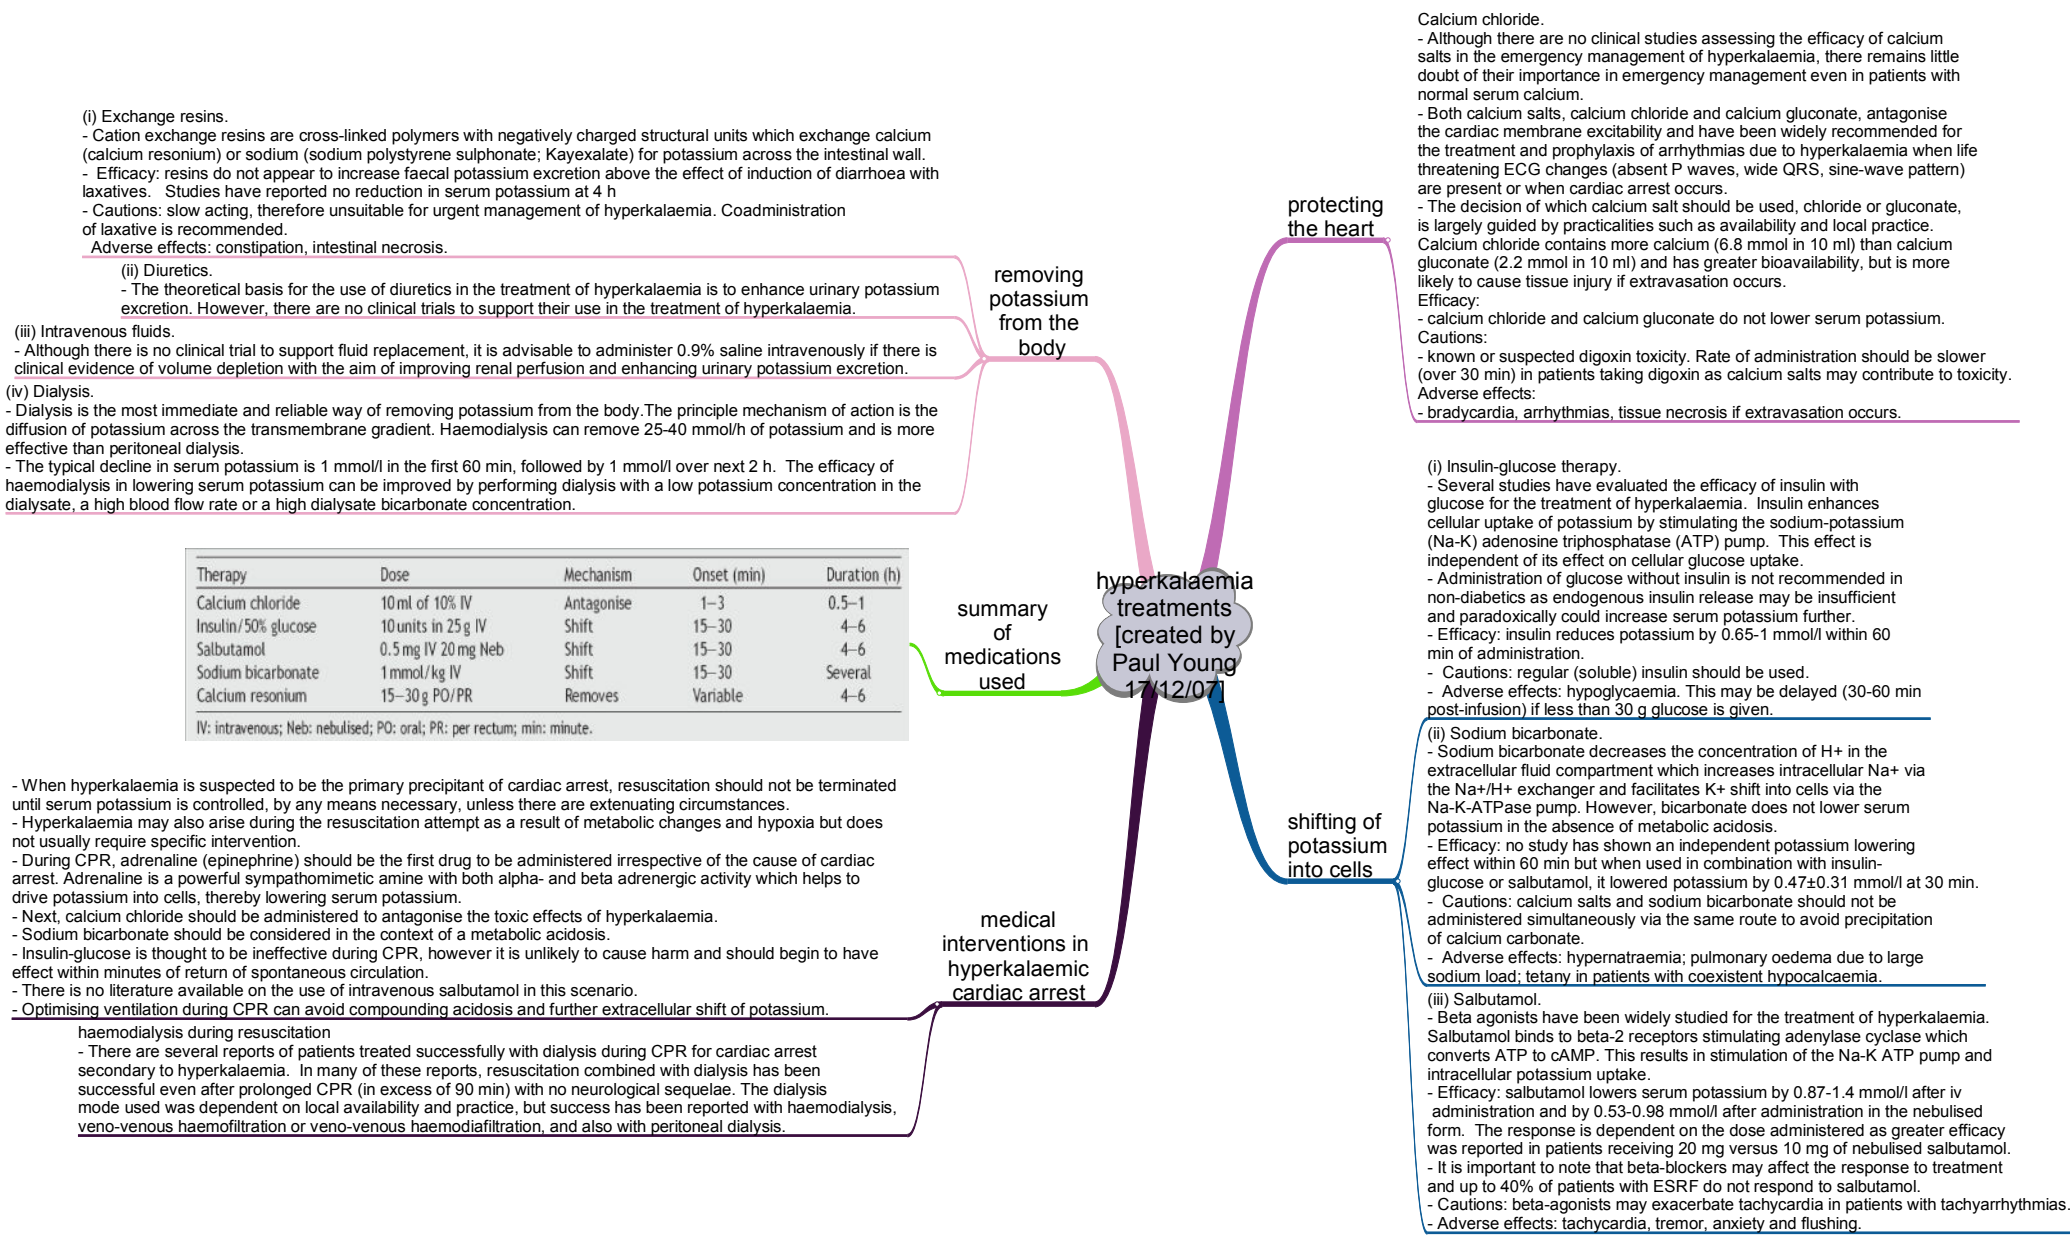 hyperkalaemia
treatments
[created by
Paul Young
17/12/07]
protecting
the heart
Calcium chloride.
- Although there are no clinical studies assessing the efficacy of calcium
salts in the emergency management of hyperkalaemia, there remains little
doubt of their importance in emergency management even in patients with
normal serum calcium.
- Both calcium salts, calcium chloride and calcium gluconate, antagonise
the cardiac membrane excitability and have been widely recommended for
the treatment and prophylaxis of arrhythmias due to hyperkalaemia when life
threatening ECG changes (absent P waves, wide QRS, sine-wave pattern)
are present or when cardiac arrest occurs.
- The decision of which calcium salt should be used, chloride or gluconate,
is largely guided by practicalities such as availability and local practice.
Calcium chloride contains more calcium (6.8 mmol in 10 ml) than calcium
gluconate (2.2 mmol in 10 ml) and has greater bioavailability, but is more
likely to cause tissue injury if extravasation occurs.
Efficacy:
- calcium chloride and calcium gluconate do not lower serum potassium.
Cautions:
- known or suspected digoxin toxicity. Rate of administration should be slower
(over 30 min) in patients taking digoxin as calcium salts may contribute to toxicity.
Adverse effects:
- bradycardia, arrhythmias, tissue necrosis if extravasation occurs.
shifting of
potassium
into cells
(i) Insulin-glucose therapy.
- Several studies have evaluated the efficacy of insulin with
glucose for the treatment of hyperkalaemia.  Insulin enhances
cellular uptake of potassium by stimulating the sodium-potassium
(Na-K) adenosine triphosphatase (ATP) pump.  This effect is
independent of its effect on cellular glucose uptake.
- Administration of glucose without insulin is not recommended in
non-diabetics as endogenous insulin release may be insufficient
and paradoxically could increase serum potassium further.
- Efficacy: insulin reduces potassium by 0.65-1 mmol/l within 60
min of administration.
-  Cautions: regular (soluble) insulin should be used.
-  Adverse effects: hypoglycaemia. This may be delayed (30-60 min
post-infusion) if less than 30 g glucose is given.
(ii) Sodium bicarbonate.
- Sodium bicarbonate decreases the concentration of H+ in the
extracellular fluid compartment which increases intracellular Na+ via
the Na+/H+ exchanger and facilitates K+ shift into cells via the
Na-K-ATPase pump. However, bicarbonate does not lower serum
potassium in the absence of metabolic acidosis.
- Efficacy: no study has shown an independent potassium lowering
effect within 60 min but when used in combination with insulin-
glucose or salbutamol, it lowered potassium by 0.47±0.31 mmol/l at 30 min.
-  Cautions: calcium salts and sodium bicarbonate should not be
administered simultaneously via the same route to avoid precipitation
of calcium carbonate.
-  Adverse effects: hypernatraemia; pulmonary oedema due to large
sodium load; tetany in patients with coexistent hypocalcaemia.
(iii) Salbutamol.
- Beta agonists have been widely studied for the treatment of hyperkalaemia.
Salbutamol binds to beta-2 receptors stimulating adenylase cyclase which
converts ATP to cAMP. This results in stimulation of the Na-K ATP pump and
intracellular potassium uptake.
- Efficacy: salbutamol lowers serum potassium by 0.87-1.4 mmol/l after iv
administration and by 0.53-0.98 mmol/l after administration in the nebulised
form.  The response is dependent on the dose administered as greater efficacy
was reported in patients receiving 20 mg versus 10 mg of nebulised salbutamol.
- It is important to note that beta-blockers may affect the response to treatment
and up to 40% of patients with ESRF do not respond to salbutamol.
- Cautions: beta-agonists may exacerbate tachycardia in patients with tachyarrhythmias.
- Adverse effects: tachycardia, tremor, anxiety and flushing.
removing
potassium
from the
body
(i) Exchange resins.
- Cation exchange resins are cross-linked polymers with negatively charged structural units which exchange calcium
(calcium resonium) or sodium (sodium polystyrene sulphonate; Kayexalate) for potassium across the intestinal wall.
-  Efficacy: resins do not appear to increase faecal potassium excretion above the effect of induction of diarrhoea with
laxatives.   Studies have reported no reduction in serum potassium at 4 h
- Cautions: slow acting, therefore unsuitable for urgent management of hyperkalaemia. Coadministration
of laxative is recommended.
Adverse effects: constipation, intestinal necrosis.
(ii) Diuretics.
- The theoretical basis for the use of diuretics in the treatment of hyperkalaemia is to enhance urinary potassium
excretion. However, there are no clinical trials to support their use in the treatment of hyperkalaemia.
(iii) Intravenous fluids.
- Although there is no clinical trial to support fluid replacement, it is advisable to administer 0.9% saline intravenously if there is
clinical evidence of volume depletion with the aim of improving renal perfusion and enhancing urinary potassium excretion.
(iv) Dialysis.
- Dialysis is the most immediate and reliable way of removing potassium from the body.The principle mechanism of action is the
diffusion of potassium across the transmembrane gradient. Haemodialysis can remove 25-40 mmol/h of potassium and is more
effective than peritoneal dialysis.
- The typical decline in serum potassium is 1 mmol/l in the first 60 min, followed by 1 mmol/l over next 2 h.  The efficacy of
haemodialysis in lowering serum potassium can be improved by performing dialysis with a low potassium concentration in the
dialysate, a high blood flow rate or a high dialysate bicarbonate concentration.
summary
of
medications
used
Therapy Dose Mechanism Onset (min) Duration (h)
Calcium chloride 10 ml of 10% IV Antagonise 1–3 0.5–1
Insulin/50% glucose 10 units in 25 g IV Shift 15–30 4–6
Salbutamol 0.5 mg IV 20 mg Neb Shift 15–30 4–6
Sodium bicarbonate 1 mmol/kg IV Shift 15–30 Several
Calcium resonium 15–30 g PO/PR Removes Variable 4–6
IV: intravenous; Neb: nebulised; PO: oral; PR: per rectum; min: minute.
medical
interventions in
hyperkalaemic
cardiac arrest
- When hyperkalaemia is suspected to be the primary precipitant of cardiac arrest, resuscitation should not be terminated
until serum potassium is controlled, by any means necessary, unless there are extenuating circumstances.
- Hyperkalaemia may also arise during the resuscitation attempt as a result of metabolic changes and hypoxia but does
not usually require specific intervention.
- During CPR, adrenaline (epinephrine) should be the first drug to be administered irrespective of the cause of cardiac
arrest. Adrenaline is a powerful sympathomimetic amine with both alpha- and beta adrenergic activity which helps to
drive potassium into cells, thereby lowering serum potassium.
- Next, calcium chloride should be administered to antagonise the toxic effects of hyperkalaemia.
- Sodium bicarbonate should be considered in the context of a metabolic acidosis.
- Insulin-glucose is thought to be ineffective during CPR, however it is unlikely to cause harm and should begin to have
effect within minutes of return of spontaneous circulation.
- There is no literature available on the use of intravenous salbutamol in this scenario.
- Optimising ventilation during CPR can avoid compounding acidosis and further extracellular shift of potassium.
haemodialysis during resuscitation
- There are several reports of patients treated successfully with dialysis during CPR for cardiac arrest
secondary to hyperkalaemia.  In many of these reports, resuscitation combined with dialysis has been
successful even after prolonged CPR (in excess of 90 min) with no neurological sequelae. The dialysis
mode used was dependent on local availability and practice, but success has been reported with haemodialysis,
veno-venous haemofiltration or veno-venous haemodiafiltration, and also with peritoneal dialysis.